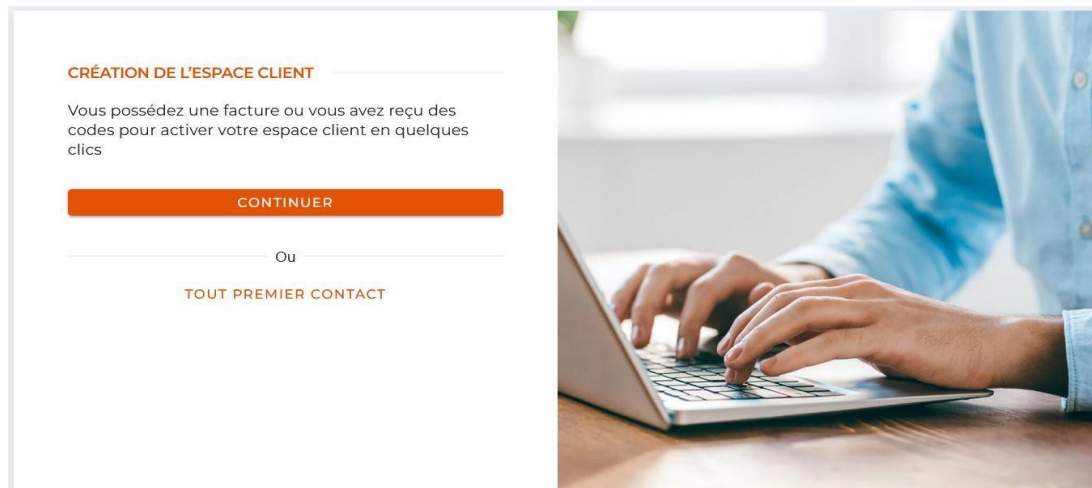 CRÉATION DE L'ESPACE CLIENT
Vous possédez une facture ou vous avez reçu des
codes pour activer votre espace client en quelques
clics
CONTINUER
Ou
TOUT PREMIER CONTACT